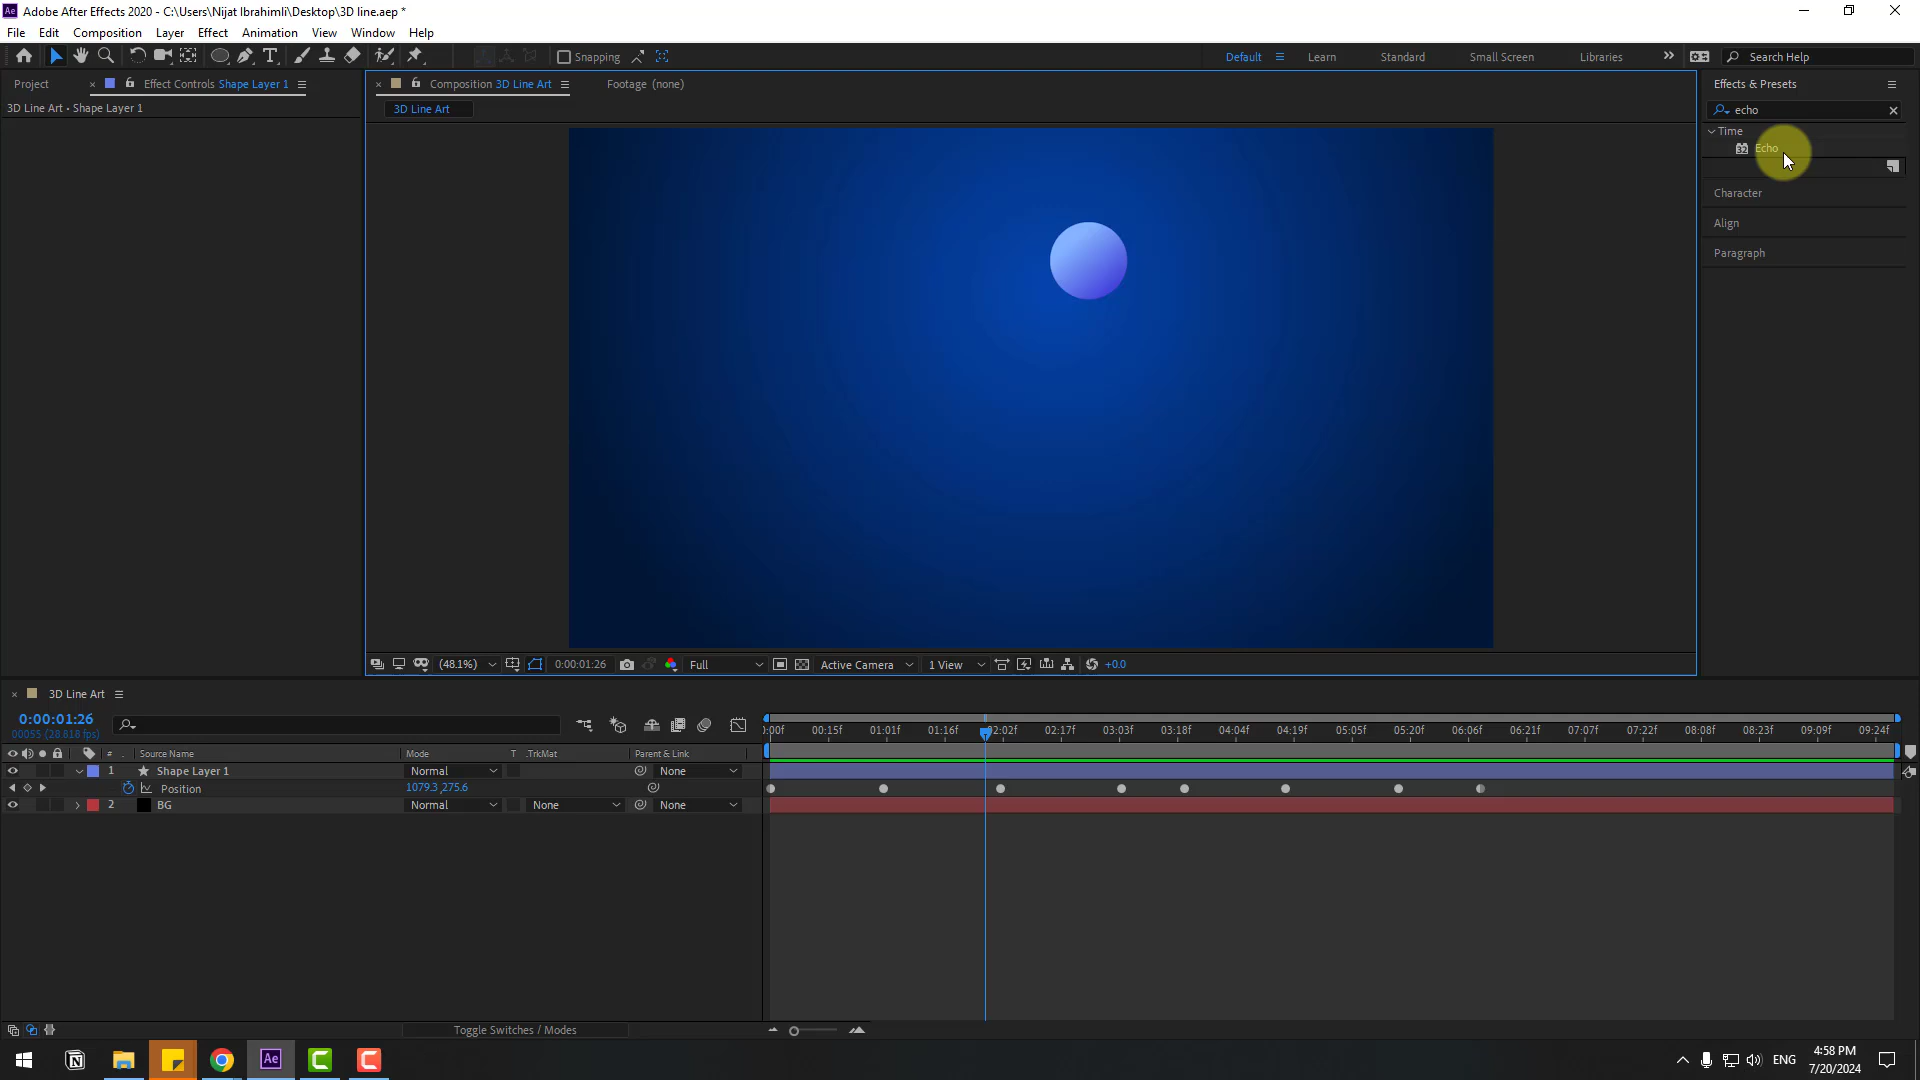 Ae Adobe After Effects 2020 - C:\Users\Nijat Ibrahimli\Desktop\3D line.aep *
File Edit Composition Layer Effect Animation View Window Help
Snapping Default Learn Standard Small Screen Libraries Search Help
Project Effect Controls Shape Layer 1 Composition 3D Line Art Footage (none) Effects & Presets
3D Line Art • Shape Layer 1 3D Line Art echo
Time
32 Echo
Character
Align
Paragraph
(48.1%) 0:00:01:26 Full Active Camera 1 View +0.0
3D Line Art
0:00:01:26
00055 (28.818 fps)
:00f 00:15f 01:01f 01:16f 02:02f 02:17f 03:03f 03:18f 04:04f 04:19f 05:05f 05:20f 06:06f 06:21f 07:07f 07:22f 08:08f 08:23f 09:09f 09:24f
# Source Name Mode T .TrkMat Parent & Link
1 Shape Layer 1 Normal None
Position 1079.3,275.6
2 BG Normal None None
Toggle Switches / Modes
Ae ENG 4:58 PM
7/20/2024